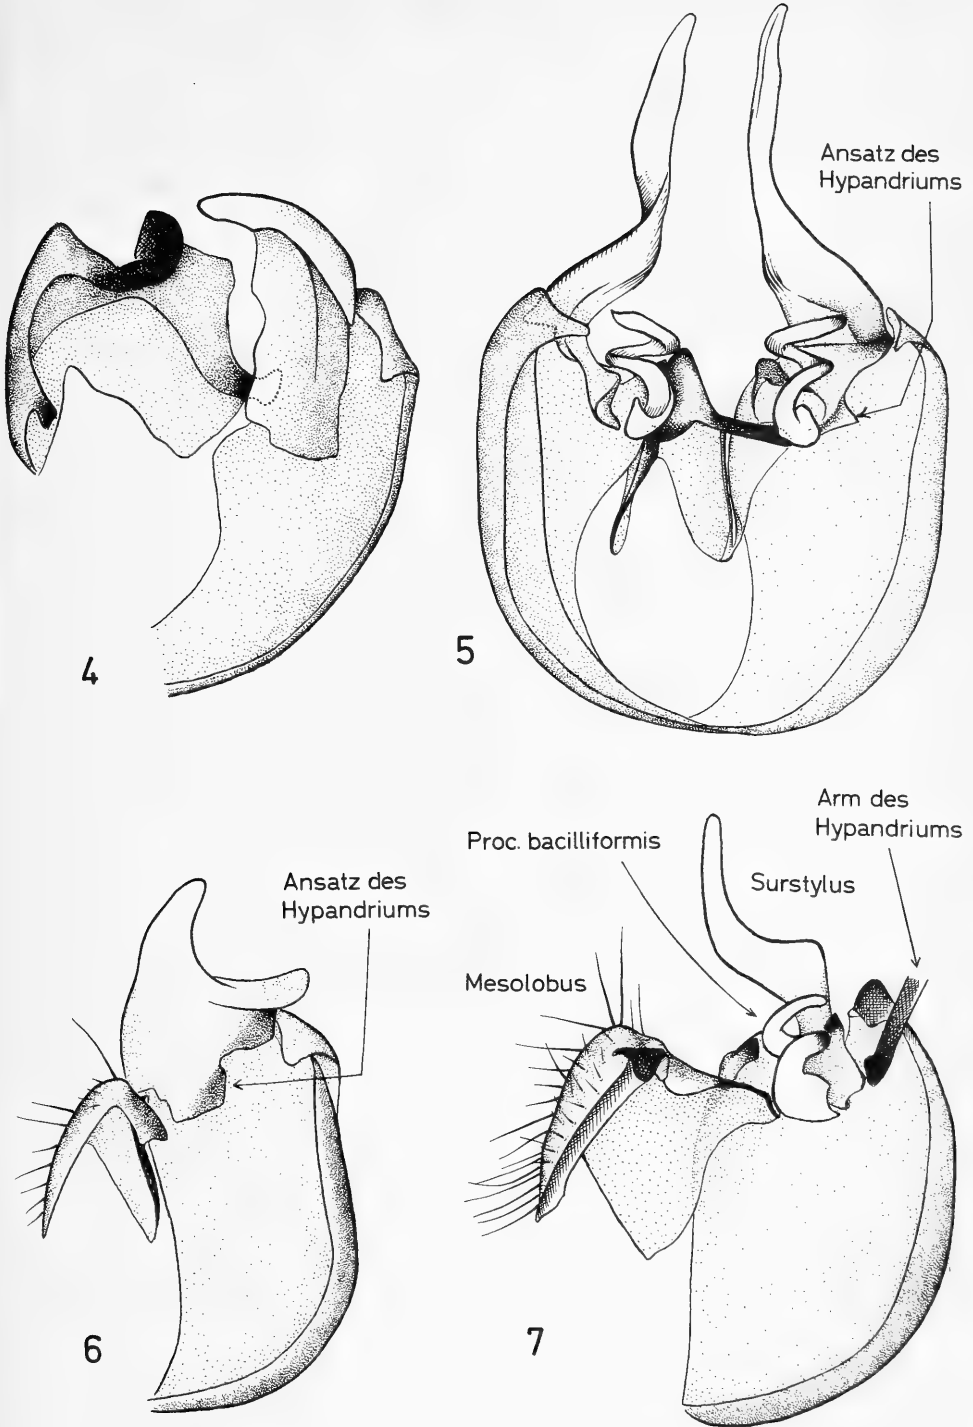 Ansatz des
Hypandriums
4
5
Arm des
Hypandriums
Proc. bacilliformis
Surstylus
Ansatz des
Hypandriums
Mesolobus
6
7